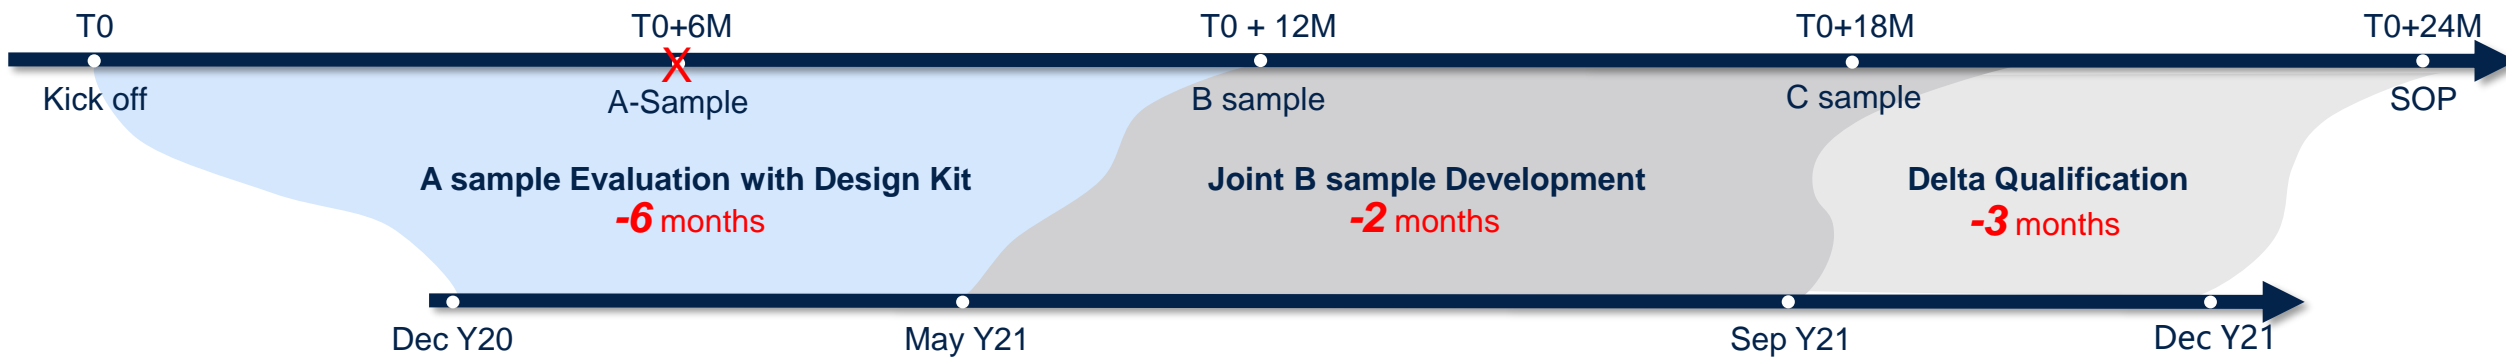 T0 T0+6M T0 + 12M T0+18M T0+24M
X
Kick off A-Sample B sample C sample SOP
A sample Evaluation with Design Kit Joint B sample Development Delta Qualification
-6 months -2 months -3 months
Dec Y20 May Y21 Sep Y21 Dec Y21